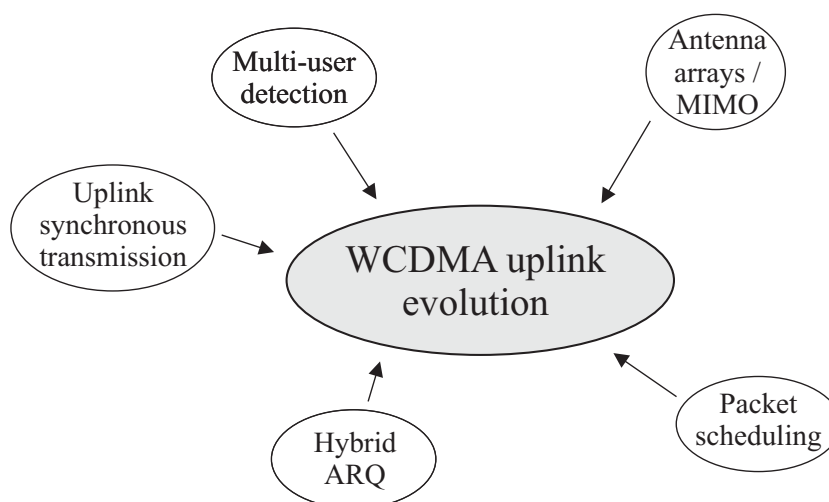 Multi-user
detection
Antenna
arrays /
MIMO
Uplink
synchronous
transmission
WCDMA uplink
evolution
Hybrid
ARQ
Packet
scheduling